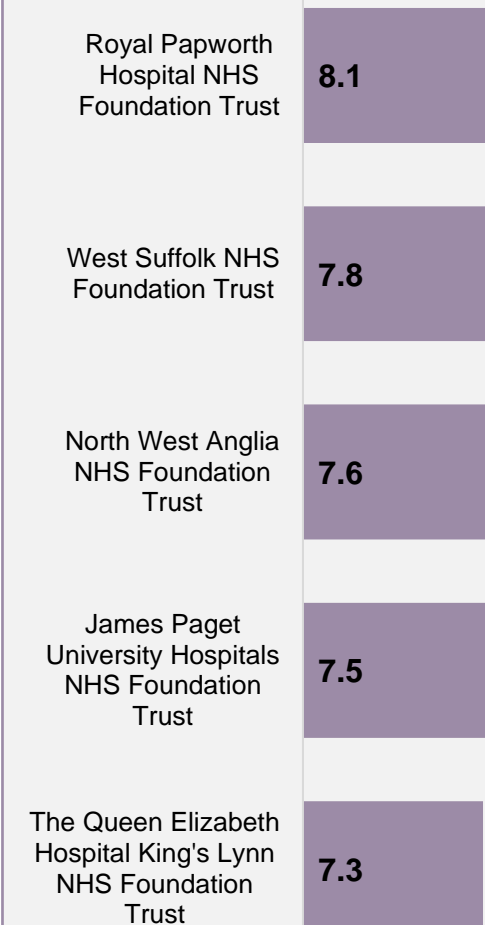 Royal Papworth
Hospital NHS
Foundation Trust
8.1
West Suffolk NHS
Foundation Trust
7.8
North West Anglia
NHS Foundation
Trust
7.6
James Paget
University Hospitals
NHS Foundation
Trust
7.5
The Queen Elizabeth
Hospital King's Lynn
NHS Foundation
Trust
7.3